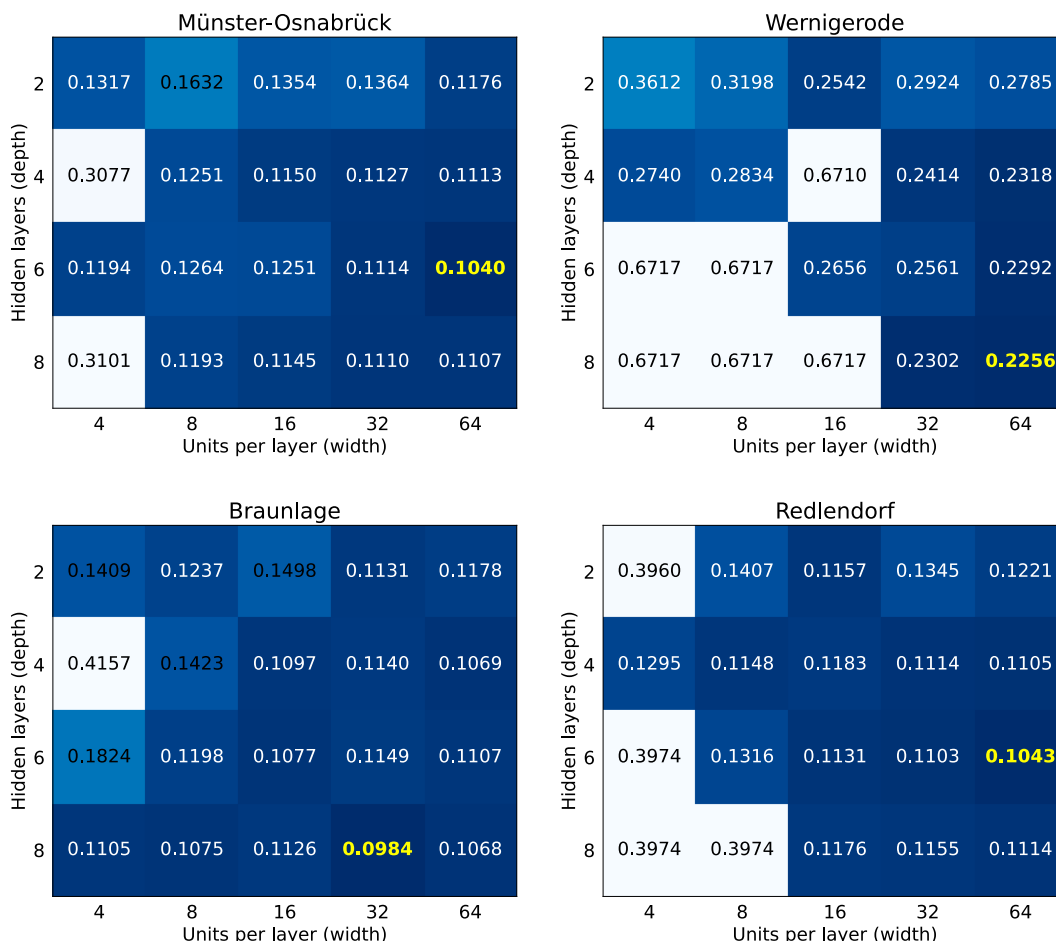 Münster-Osnabrück
Hidden layers (depth)
2 0.1317 0.1632 0.1354 0.1364 0.1176
4 0.3077 0.1251 0.1150 0.1127 0.1113
6 0.1194 0.1264 0.1251 0.1114 0.1040
8 0.3101 0.1193 0.1145 0.1110 0.1107
4 8 16 32 64
Units per layer (width)
Wernigerode
Hidden layers (depth)
2 0.3612 0.3198 0.2542 0.2924 0.2785
4 0.2740 0.2834 0.6710 0.2414 0.2318
6 0.6717 0.6717 0.2656 0.2561 0.2292
8 0.6717 0.6717 0.6717 0.2302 0.2256
4 8 16 32 64
Units per layer (width)
Braunlage
Hidden layers (depth)
2 0.1409 0.1237 0.1498 0.1131 0.1178
4 0.4157 0.1423 0.1097 0.1140 0.1069
6 0.1824 0.1198 0.1077 0.1149 0.1107
8 0.1105 0.1075 0.1126 0.0984 0.1068
4 8 16 32 64
Units per layer (width)
Redlendorf
Hidden layers (depth)
2 0.3960 0.1407 0.1157 0.1345 0.1221
4 0.1295 0.1148 0.1183 0.1114 0.1105
6 0.3974 0.1316 0.1131 0.1103 0.1043
8 0.3974 0.3974 0.1176 0.1155 0.1114
4 8 16 32 64
Units per layer (width)